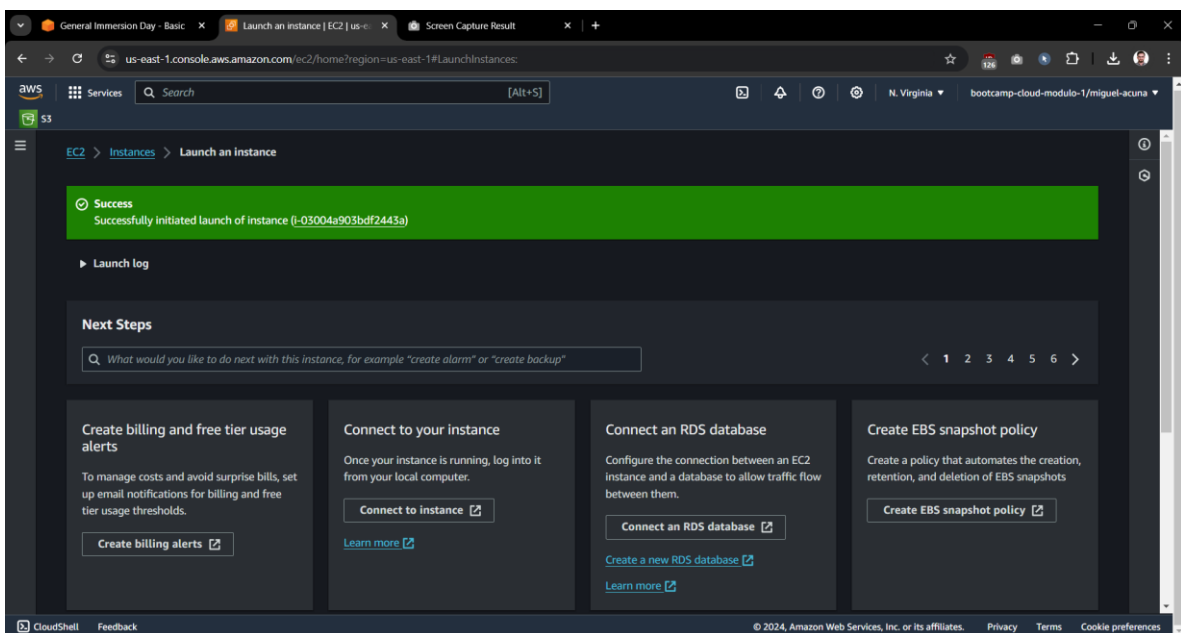 General Immersion Day - Basic
Launch an instance | EC2 | us-e
Screen Capture Result
us-east-1.console.aws.amazon.com/ec2/home?region=us-east-1#LaunchInstances:
126
aws
Services
Search
[Alt+S]
N. Virginia
bootcamp-cloud-modulo-1/miguel-acuna
S3
EC2 > Instances > Launch an instance
Success
Successfully initiated launch of instance (i-03004a903bdf2443a)
Launch log
Next Steps
What would you like to do next with this instance, for example "create alarm" or "create backup"
1 2 3 4 5 6
Create billing and free tier usage
alerts
To manage costs and avoid surprise bills, set
up email notifications for billing and free
tier usage thresholds.
Create billing alerts
Connect to your instance
Once your instance is running, log into it
from your local computer.
Connect to instance
Learn more
Connect an RDS database
Configure the connection between an EC2
instance and a database to allow traffic flow
between them.
Connect an RDS database
Create a new RDS database
Learn more
Create EBS snapshot policy
Create a policy that automates the creation,
retention, and deletion of EBS snapshots
Create EBS snapshot policy
CloudShell
Feedback
© 2024, Amazon Web Services, Inc. or its affiliates.
Privacy
Terms
Cookie preferences